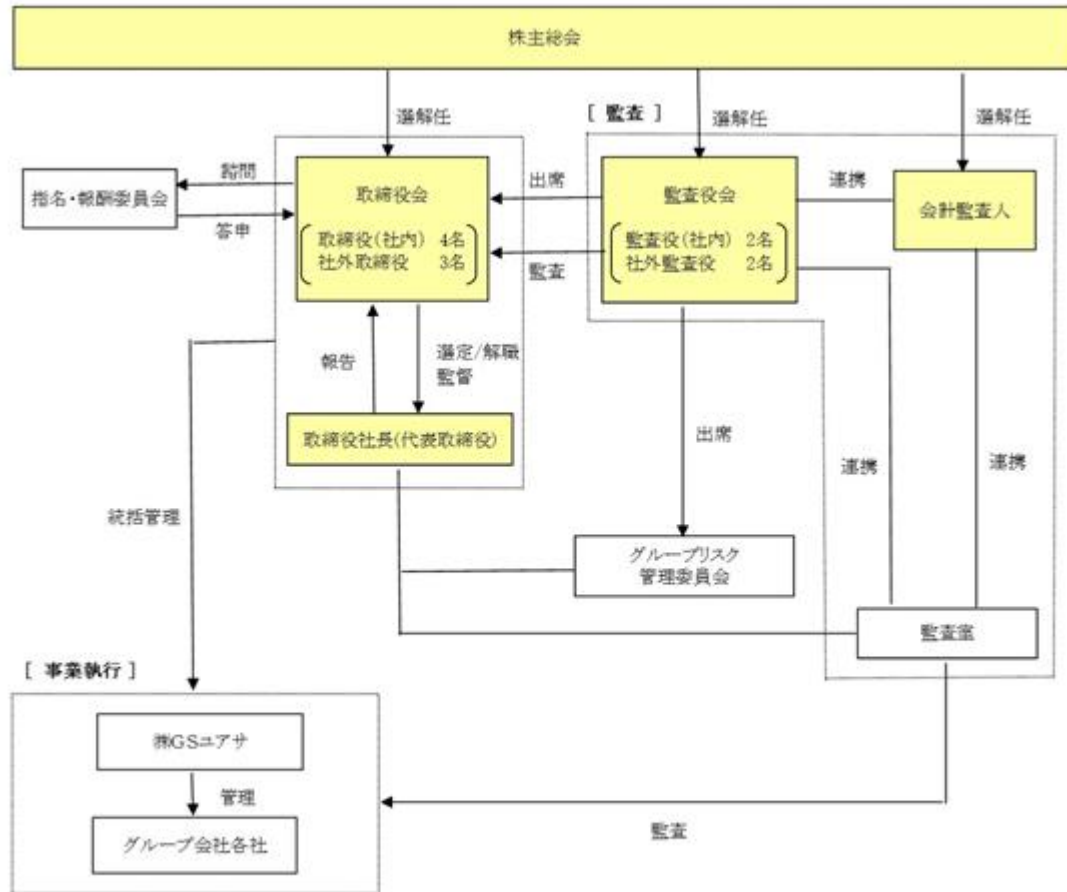 株主総会
選解任
[ 監査 ]
選解任
選解任
諮問
指名・報酬委員会
答申
取締役会
取締役(社内) 4名
社外取締役 3名
出席
監査
監査役会
監査役(社内) 2名
社外監査役 2名
連携
会計監査人
報告
選定/解職
監督
取締役社長(代表取締役)
出席
連携
連携
統括管理
グループリスク
管理委員会
監査室
[ 事業執行 ]
㈱GSユアサ
管理
グループ会社各社
監査